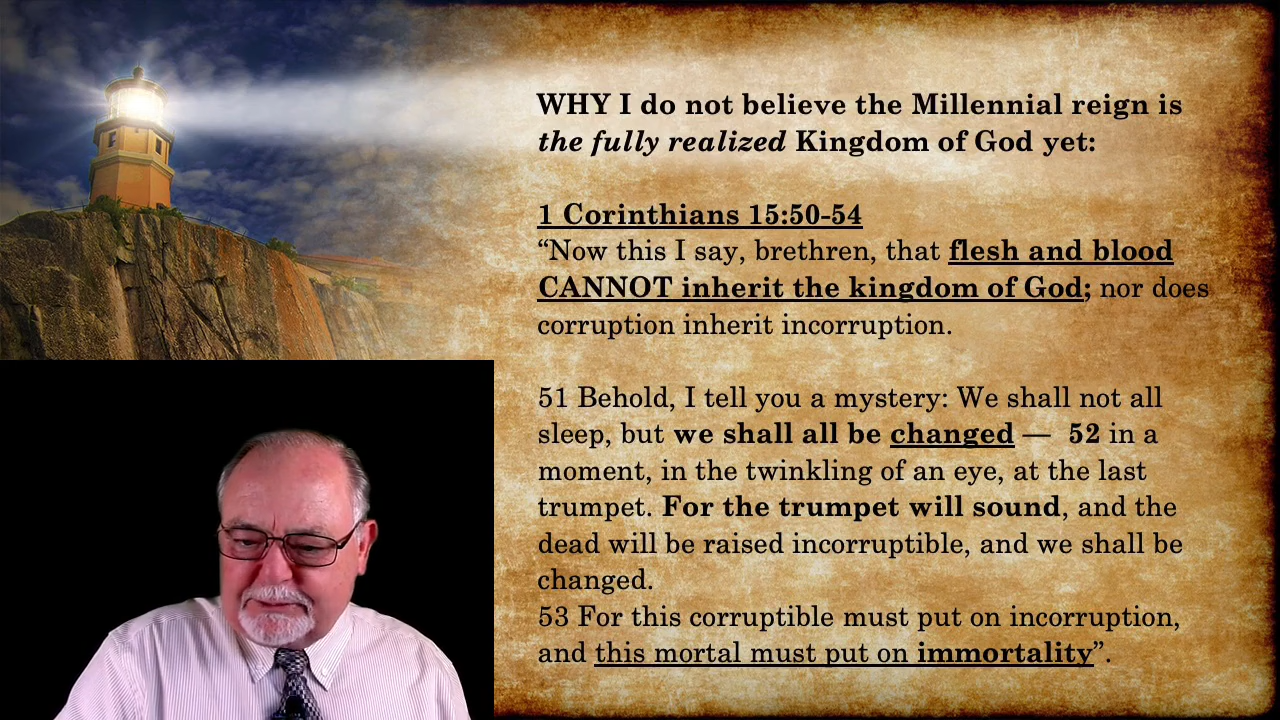 WHY I do not believe the Millennial reign is
the fully realized Kingdom of God yet:
1 Corinthians 15:50-54
“Now this I say, brethren, that flesh and blood
CANNOT inherit the kingdom of God; nor does
corruption inherit incorruption.
51 Behold, I tell you a mystery: We shall not all
sleep, but we shall all be changed — 52 in a
moment, in the twinkling of an eye, at the last
trumpet. For the trumpet will sound, and the
dead will be raised incorruptible, and we shall be
changed.
53 For this corruptible must put on incorruption,
and this mortal must put on immortality”.